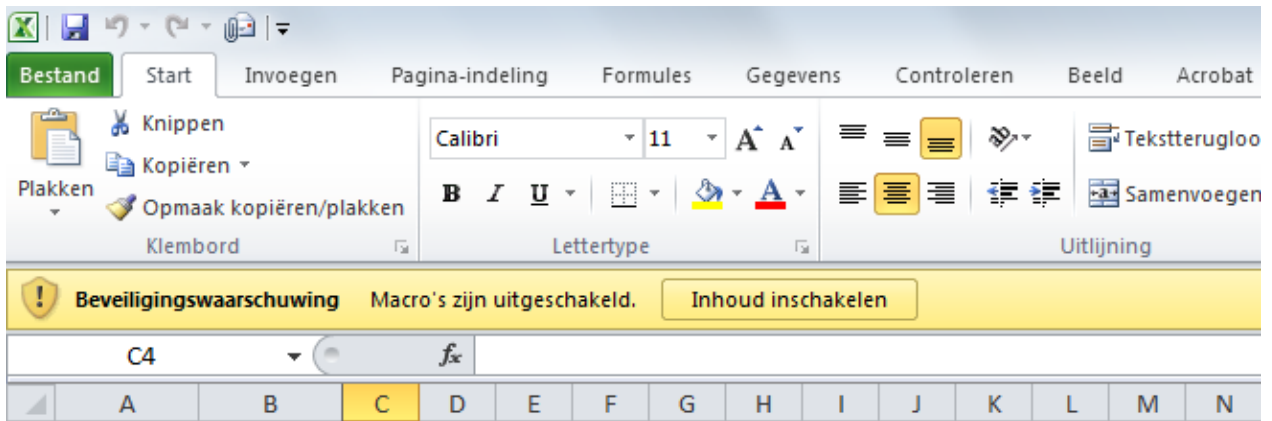 Bestand Start Invoegen Pagina-indeling Formules Gegevens Controleren Beeld Acrobat
Knippen
Kopiëren
Opmaak kopiëren/plakken
Plakken
Klembord
Calibri 11
A A
B I U A
Lettertype
Tekstterugloo
Samenvoegen
Uitlijning
Beveiligingswaarschuwing Macro's zijn uitgeschakeld. Inhoud inschakelen
C4 fx
A B C D E F G H I J K L M N